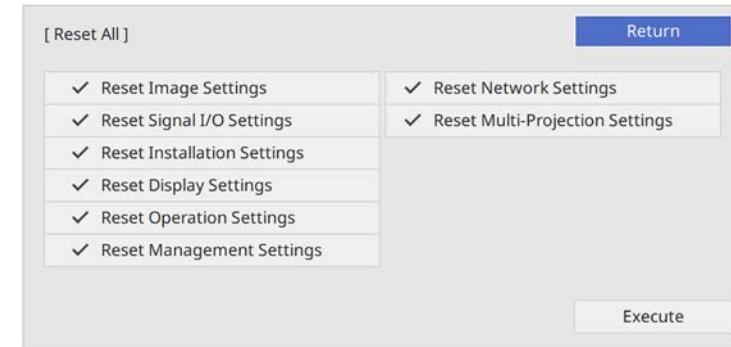 [ Reset All ]
Return
✓ Reset Image Settings
✓ Reset Signal I/O Settings
✓ Reset Installation Settings
✓ Reset Display Settings
✓ Reset Operation Settings
✓ Reset Management Settings
✓ Reset Network Settings
✓ Reset Multi-Projection Settings
Execute